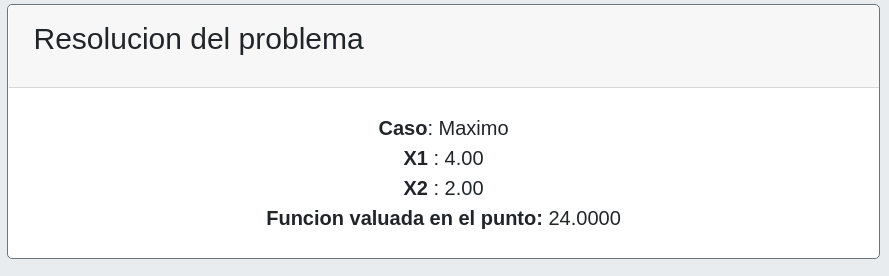 Resolucion del problema
Caso: Maximo
X1 : 4.00
X2 : 2.00
Funcion valuada en el punto: 24.0000